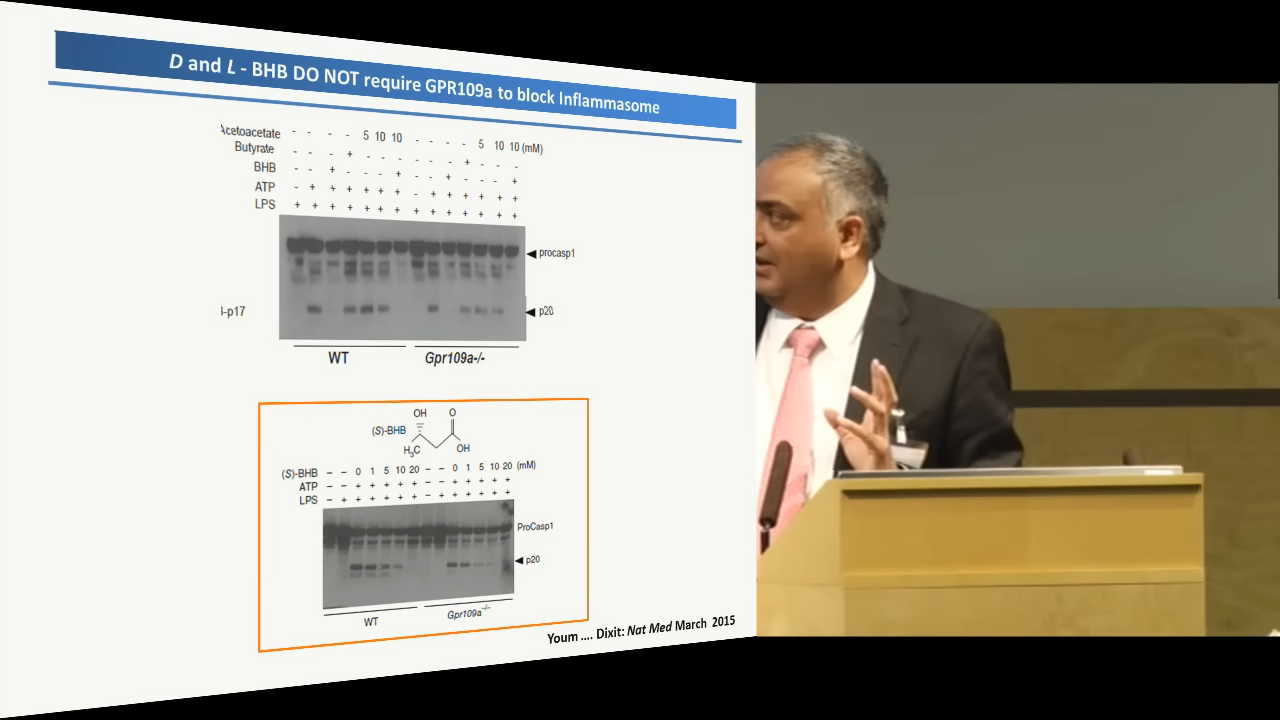 D and L - BHB DO NOT require GPR109a to block Inflammasome
Acetoacetate - - - - 5 10 10 - - - - 5 10 10 (mM)
Butyrate - - - + - - - - - - + - - -
BHB - - + - - - + - - + - - - +
ATP - + + + + + + - + + + + + +
LPS + + + + + + + + + + + + + +
procasp1
-p17
p20
WT Gpr109a-/-
OH O
(S)-BHB
H3C OH
(S)-BHB - - 0 1 5 10 20 - - 0 1 5 10 20 (mM)
ATP - - + + + + + - - + + + + +
LPS - + + + + + + - + + + + + +
ProCasp1
p20
WT Gpr109a-/-
Youm .... Dixit: Nat Med March 2015